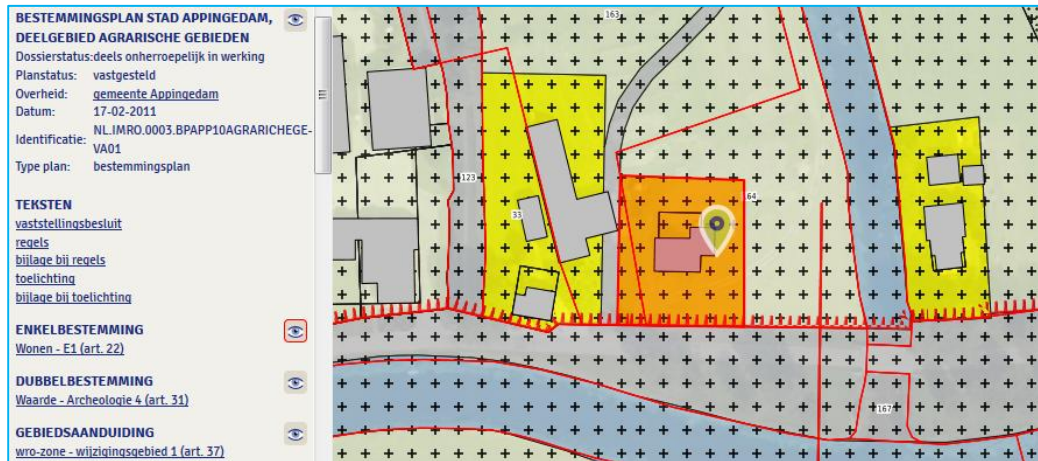 BESTEMMINGSPLAN STAD APPINGEDAM,
DEELGEBIED AGRARISCHE GEBIEDEN
Dossierstatus:deels onherroepelijk in werking
Planstatus: vastgesteld
Overheid: gemeente Appingedam
Datum: 17-02-2011
Identificatie: NL.IMRO.0003.BPAPP10AGRARICHEGE-
VA01
Type plan: bestemmingsplan
TEKSTEN
vaststellingsbesluit
regels
bijlage bij regels
toelichting
bijlage bij toelichting
ENKELBESTEMMING
Wonen - E1 (art. 22)
DUBBELBESTEMMING
Waarde - Archeologie 4 (art. 31)
GEBIEDSAANDUIDING
wro-zone - wijzigingsgebied 1 (art. 37)
163
123
33
64
167